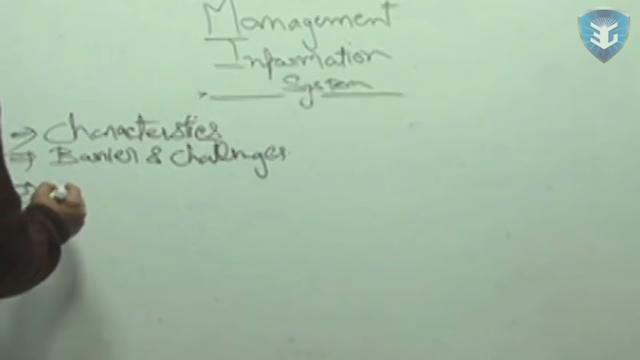 Management
Information
System
→ Characteristics
→ Barrier & Challenges
→